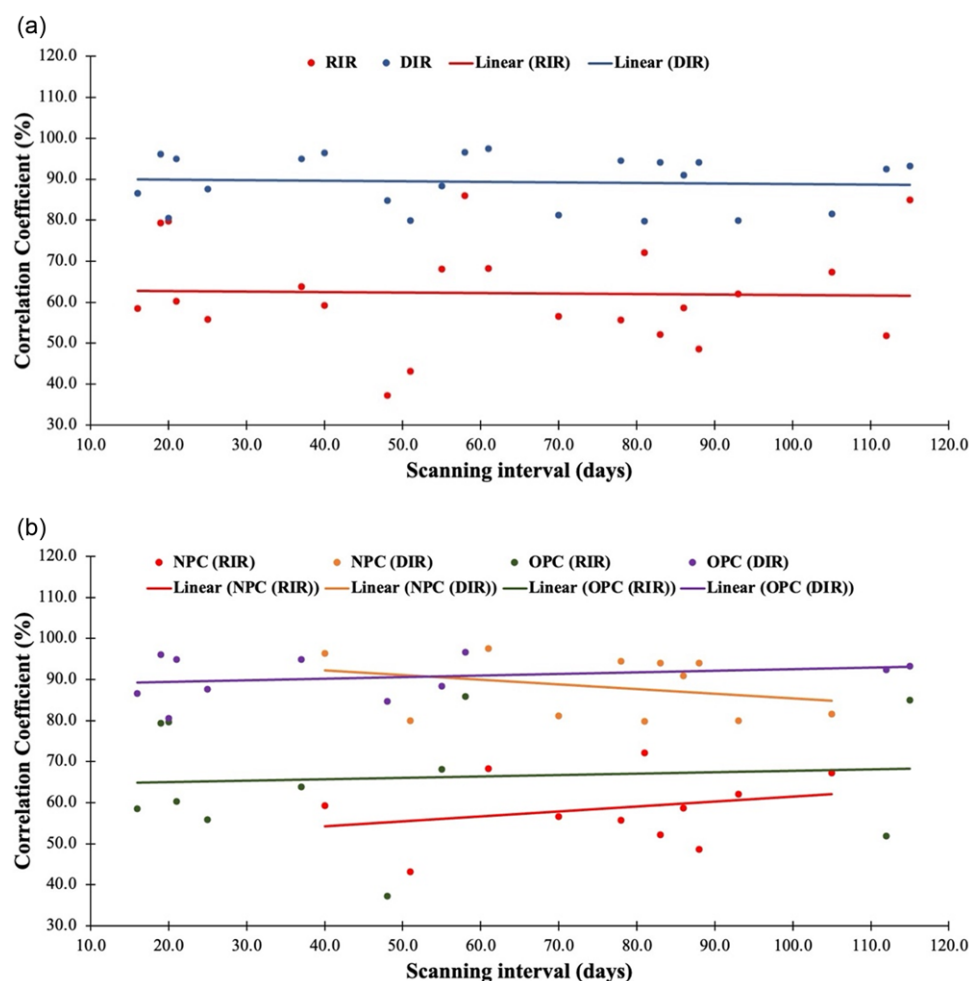 (a)
120.0
RIR DIR Linear (RIR) Linear (DIR)
110.0
100.0
90.0
80.0
70.0
60.0
50.0
40.0
30.0
Correlation Coefficient (%)
10.0 20.0 30.0 40.0 50.0 60.0 70.0 80.0 90.0 100.0 110.0 120.0
Scanning interval (days)
(b)
120.0
NPC (RIR) NPC (DIR) OPC (RIR) OPC (DIR)
Linear (NPC (RIR)) Linear (NPC (DIR)) Linear (OPC (RIR)) Linear (OPC (DIR))
110.0
100.0
90.0
80.0
70.0
60.0
50.0
40.0
30.0
Correlation Coefficient (%)
10.0 20.0 30.0 40.0 50.0 60.0 70.0 80.0 90.0 100.0 110.0 120.0
Scanning interval (days)